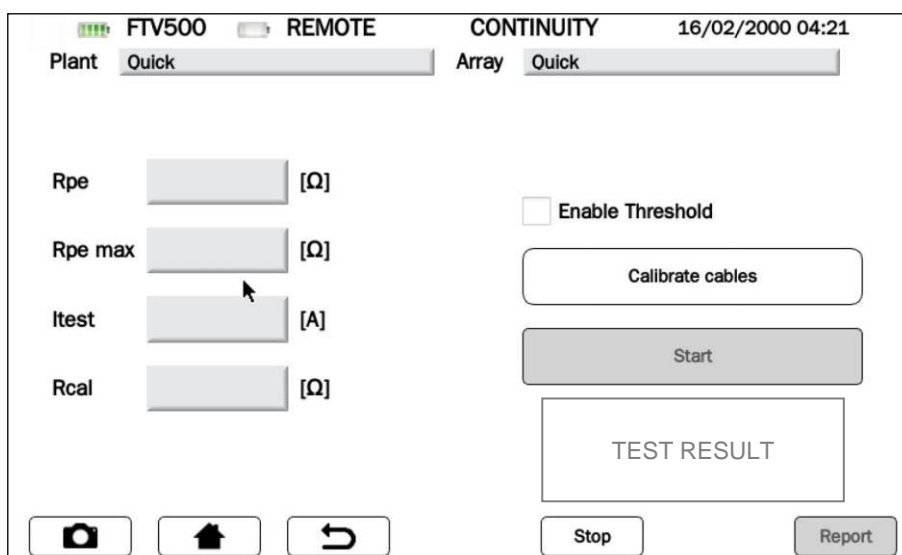 FTV500 REMOTE CONTINUITY 16/02/2000 04:21
Plant Quick Array Quick
Rpe [Ω]
Enable Threshold
Rpe max [Ω]
Calibrate cables
Itest [A]
Start
Rcal [Ω]
TEST RESULT
Stop Report